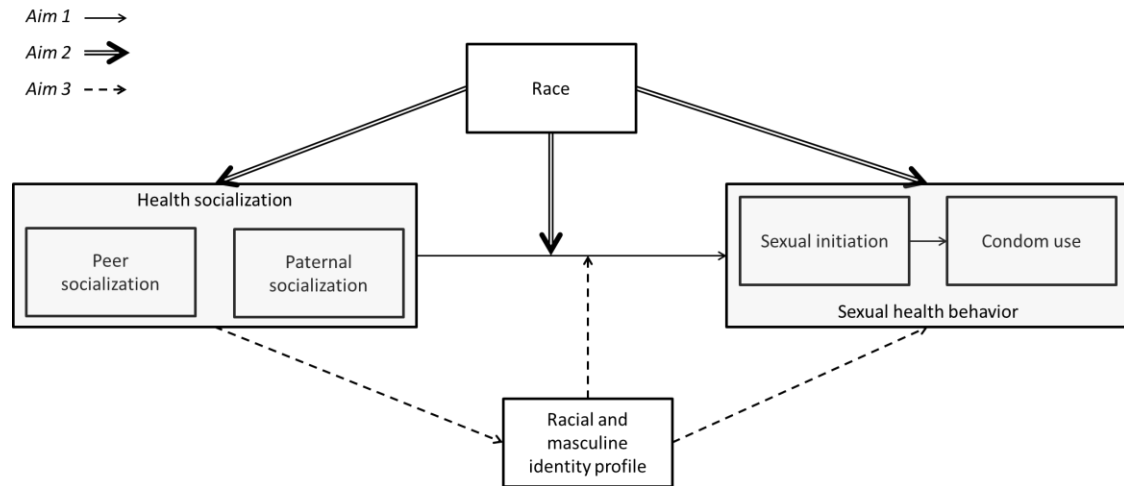 Aim 1
Aim 2
Aim 3
Race
Health socialization
Peer
socialization
Paternal
socialization
Sexual initiation
Condom use
Sexual health behavior
Racial and
masculine
identity profile